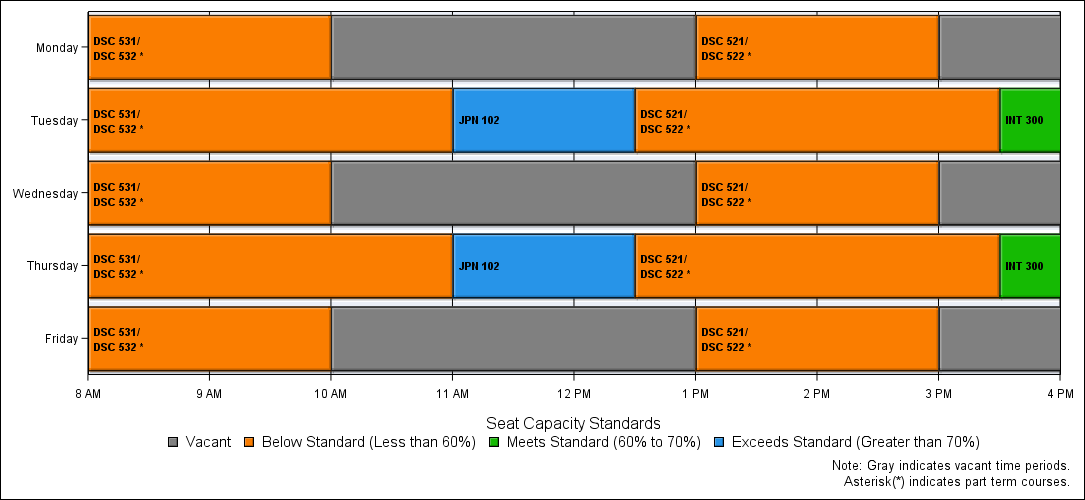 Monday
DSC 531/
DSC 532 *
DSC 521/
DSC 522 *
Tuesday
DSC 531/
DSC 532 *
JPN 102
DSC 521/
DSC 522 *
INT 300
Wednesday
DSC 531/
DSC 532 *
DSC 521/
DSC 522 *
Thursday
DSC 531/
DSC 532 *
JPN 102
DSC 521/
DSC 522 *
INT 300
Friday
DSC 531/
DSC 532 *
DSC 521/
DSC 522 *
8 AM 9 AM 10 AM 11 AM 12 PM 1 PM 2 PM 3 PM 4 PM
Seat Capacity Standards
Vacant Below Standard (Less than 60%) Meets Standard (60% to 70%) Exceeds Standard (Greater than 70%)
Note: Gray indicates vacant time periods.
Asterisk(*) indicates part term courses.